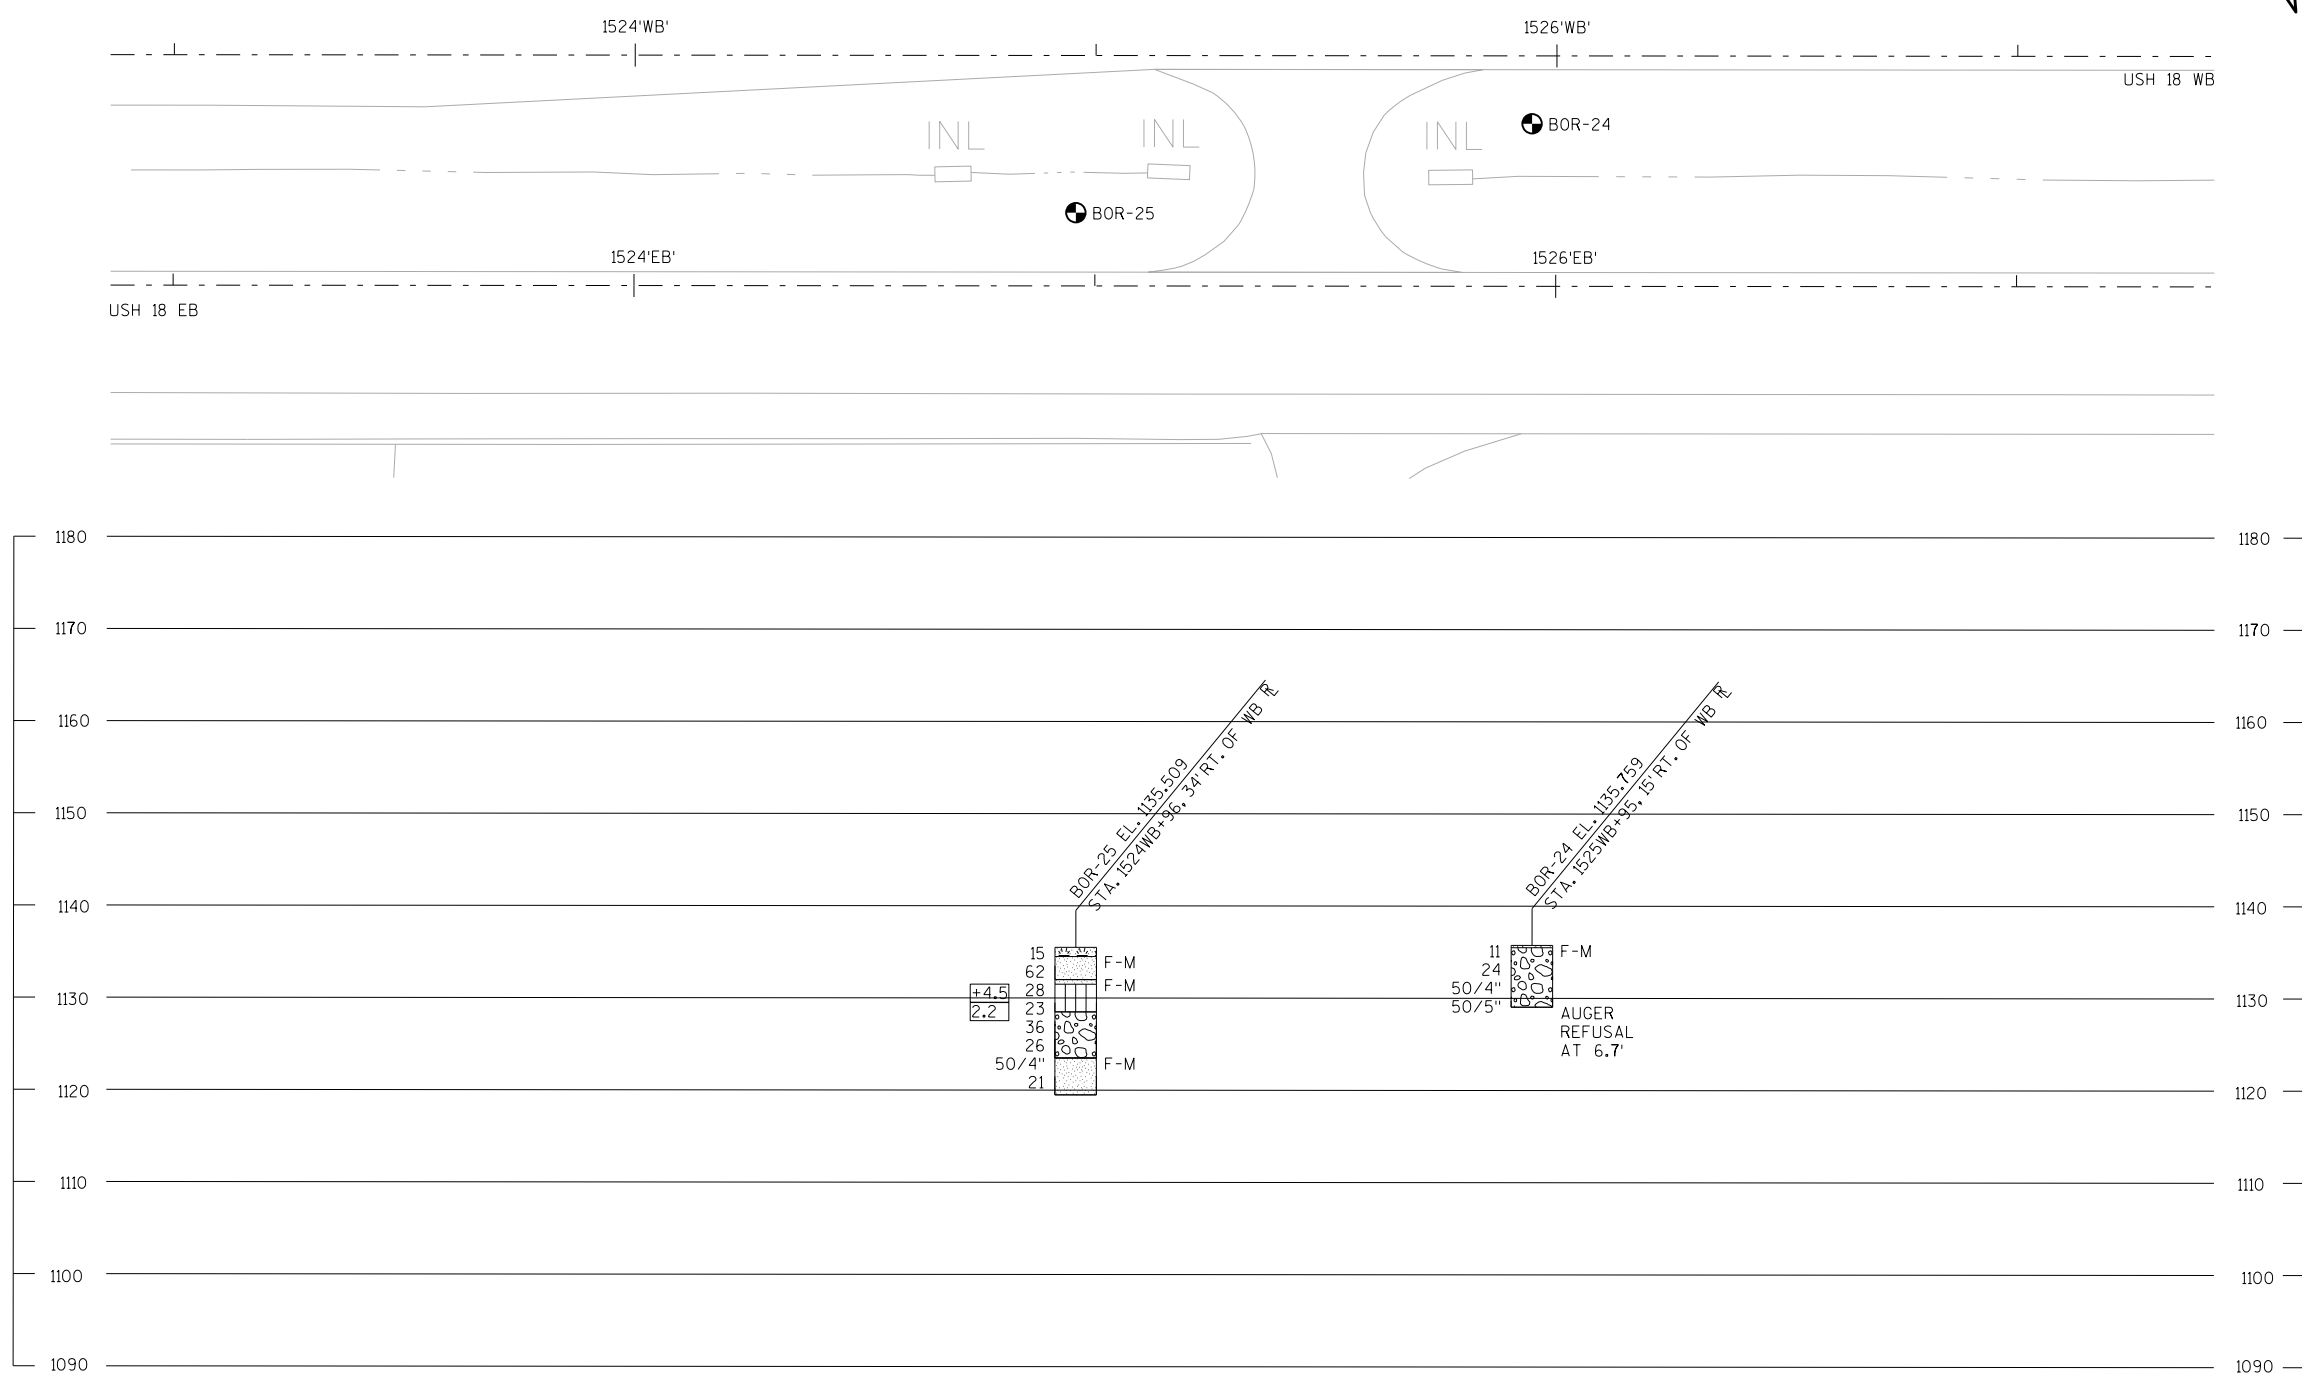 1524'WB'
1526'WB'
USH 18 WB
INL
INL
INL
BOR-24
BOR-25
1524'EB'
1526'EB'
USH 18 EB
1180
1180
1170
1170
1160
1160
1150
1150
1140
1140
1130
1130
1120
1120
1110
1110
1100
1100
1090
1090
BOR-25 EL. 1135.509
STA. 1524WB+96, 34'RT. OF WB RL
15
62
28
23
36
26
50/4"
21
F-M
F-M
F-M
+4.5
2.2
BOR-24 EL. 1135.759
STA. 1525WB+95, 15'RT. OF WB RL
11
24
50/4"
50/5"
F-M
AUGER
REFUSAL
AT 6.7'